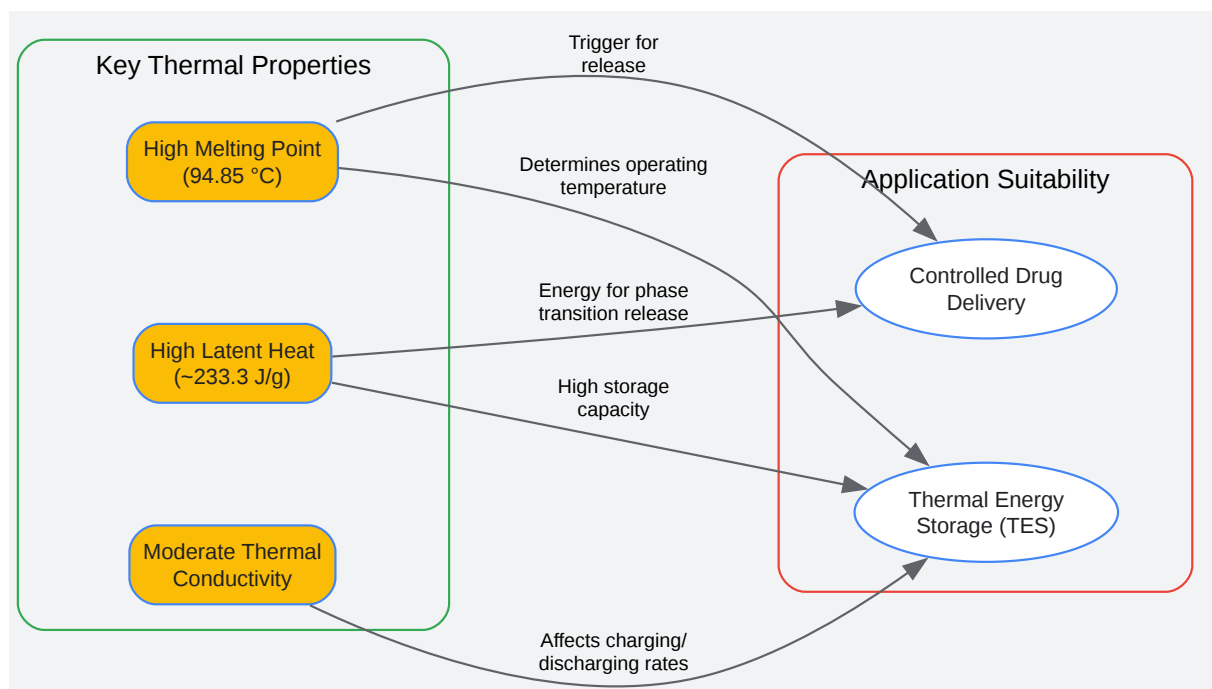 Key Thermal Properties
High Melting Point
(94.85 °C)
High Latent Heat
(~233.3 J/g)
Moderate Thermal
Conductivity
Trigger for
release
Determines operating
temperature
Energy for phase
transition release
High storage
capacity
Affects charging/
discharging rates
Application Suitability
Controlled Drug
Delivery
Thermal Energy
Storage (TES)